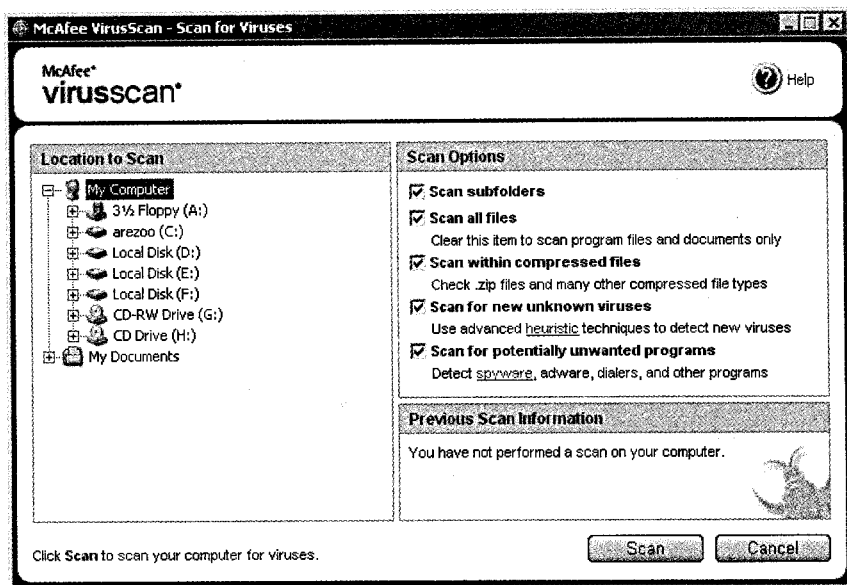 McAfee VirusScan - Scan for Viruses
McAfee
virusscan
Help
Location to Scan
My Computer
3½ Floppy (A:)
arezoo (C:)
Local Disk (D:)
Local Disk (E:)
Local Disk (F:)
CD-RW Drive (G:)
CD Drive (H:)
My Documents
Scan Options
Scan subfolders
Scan all files
Clear this item to scan program files and documents only
Scan within compressed files
Check .zip files and many other compressed file types
Scan for new unknown viruses
Use advanced heuristic techniques to detect new viruses
Scan for potentially unwanted programs
Detect spyware, adware, dialers, and other programs
Previous Scan Information
You have not performed a scan on your computer.
Click Scan to scan your computer for viruses.
Scan
Cancel